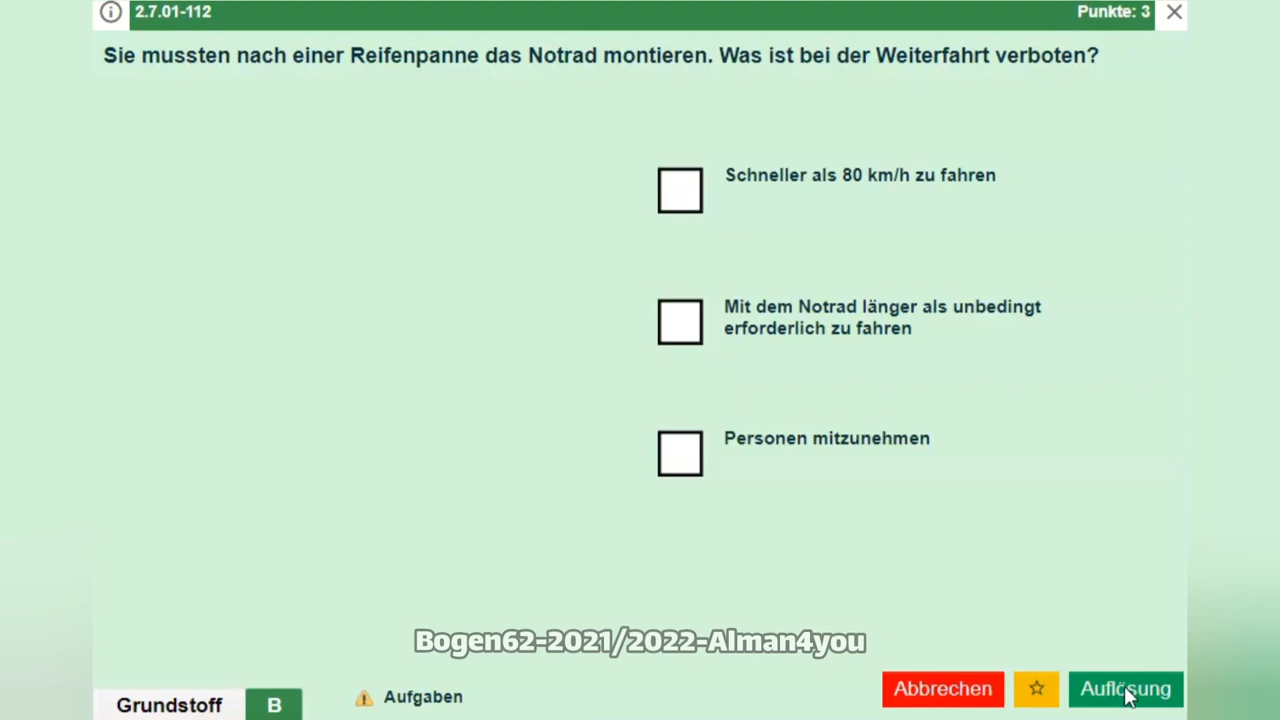 2.7.01-112
Punkte: 3
Sie mussten nach einer Reifenpanne das Notrad montieren. Was ist bei der Weiterfahrt verboten?
Schneller als 80 km/h zu fahren
Mit dem Notrad länger als unbedingt
erforderlich zu fahren
Personen mitzunehmen
Bogen62-2021/2022-Alman4you
Grundstoff
B
Aufgaben
Abbrechen
Auflösung